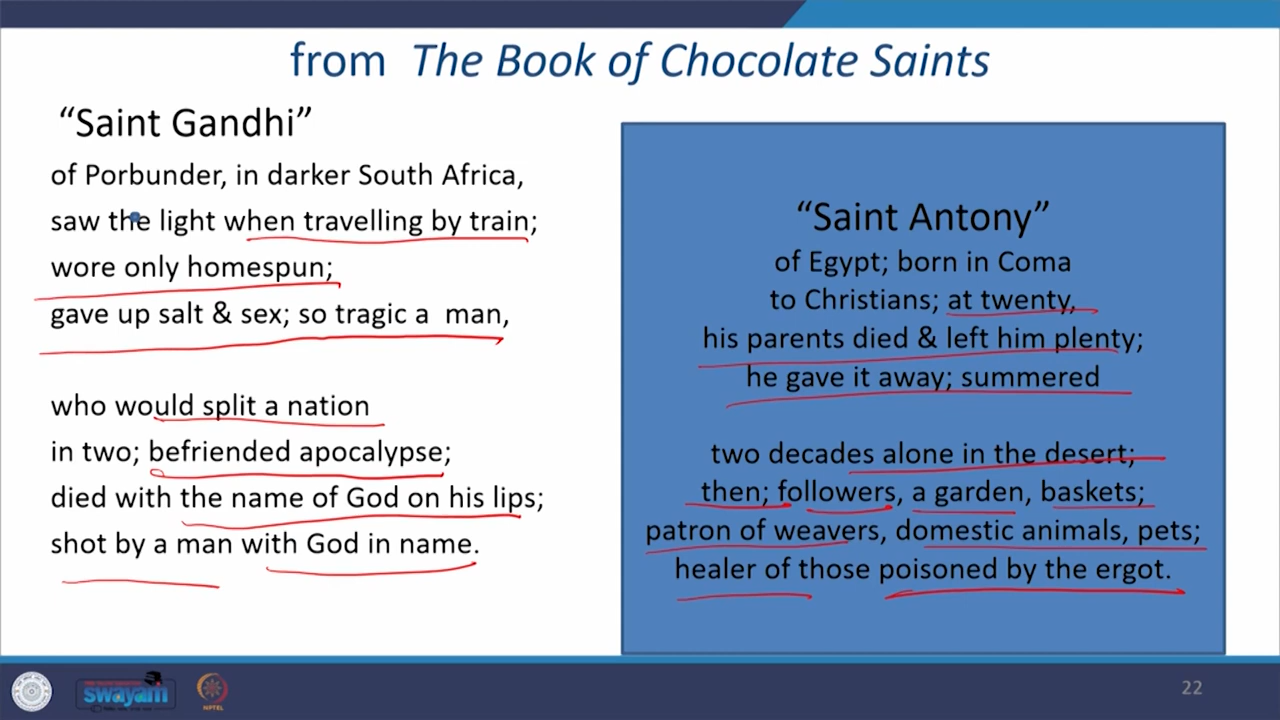 from The Book of Chocolate Saints
“Saint Gandhi”
of Porbunder, in darker South Africa,
saw the light when travelling by train;
wore only homespun;
gave up salt & sex; so tragic a man,
who would split a nation
in two; befriended apocalypse;
died with the name of God on his lips;
shot by a man with God in name.
“Saint Antony”
of Egypt; born in Coma
to Christians; at twenty,
his parents died & left him plenty;
he gave it away; summered
two decades alone in the desert;
then; followers, a garden, baskets;
patron of weavers, domestic animals, pets;
healer of those poisoned by the ergot.
swayam
NPTEL
22